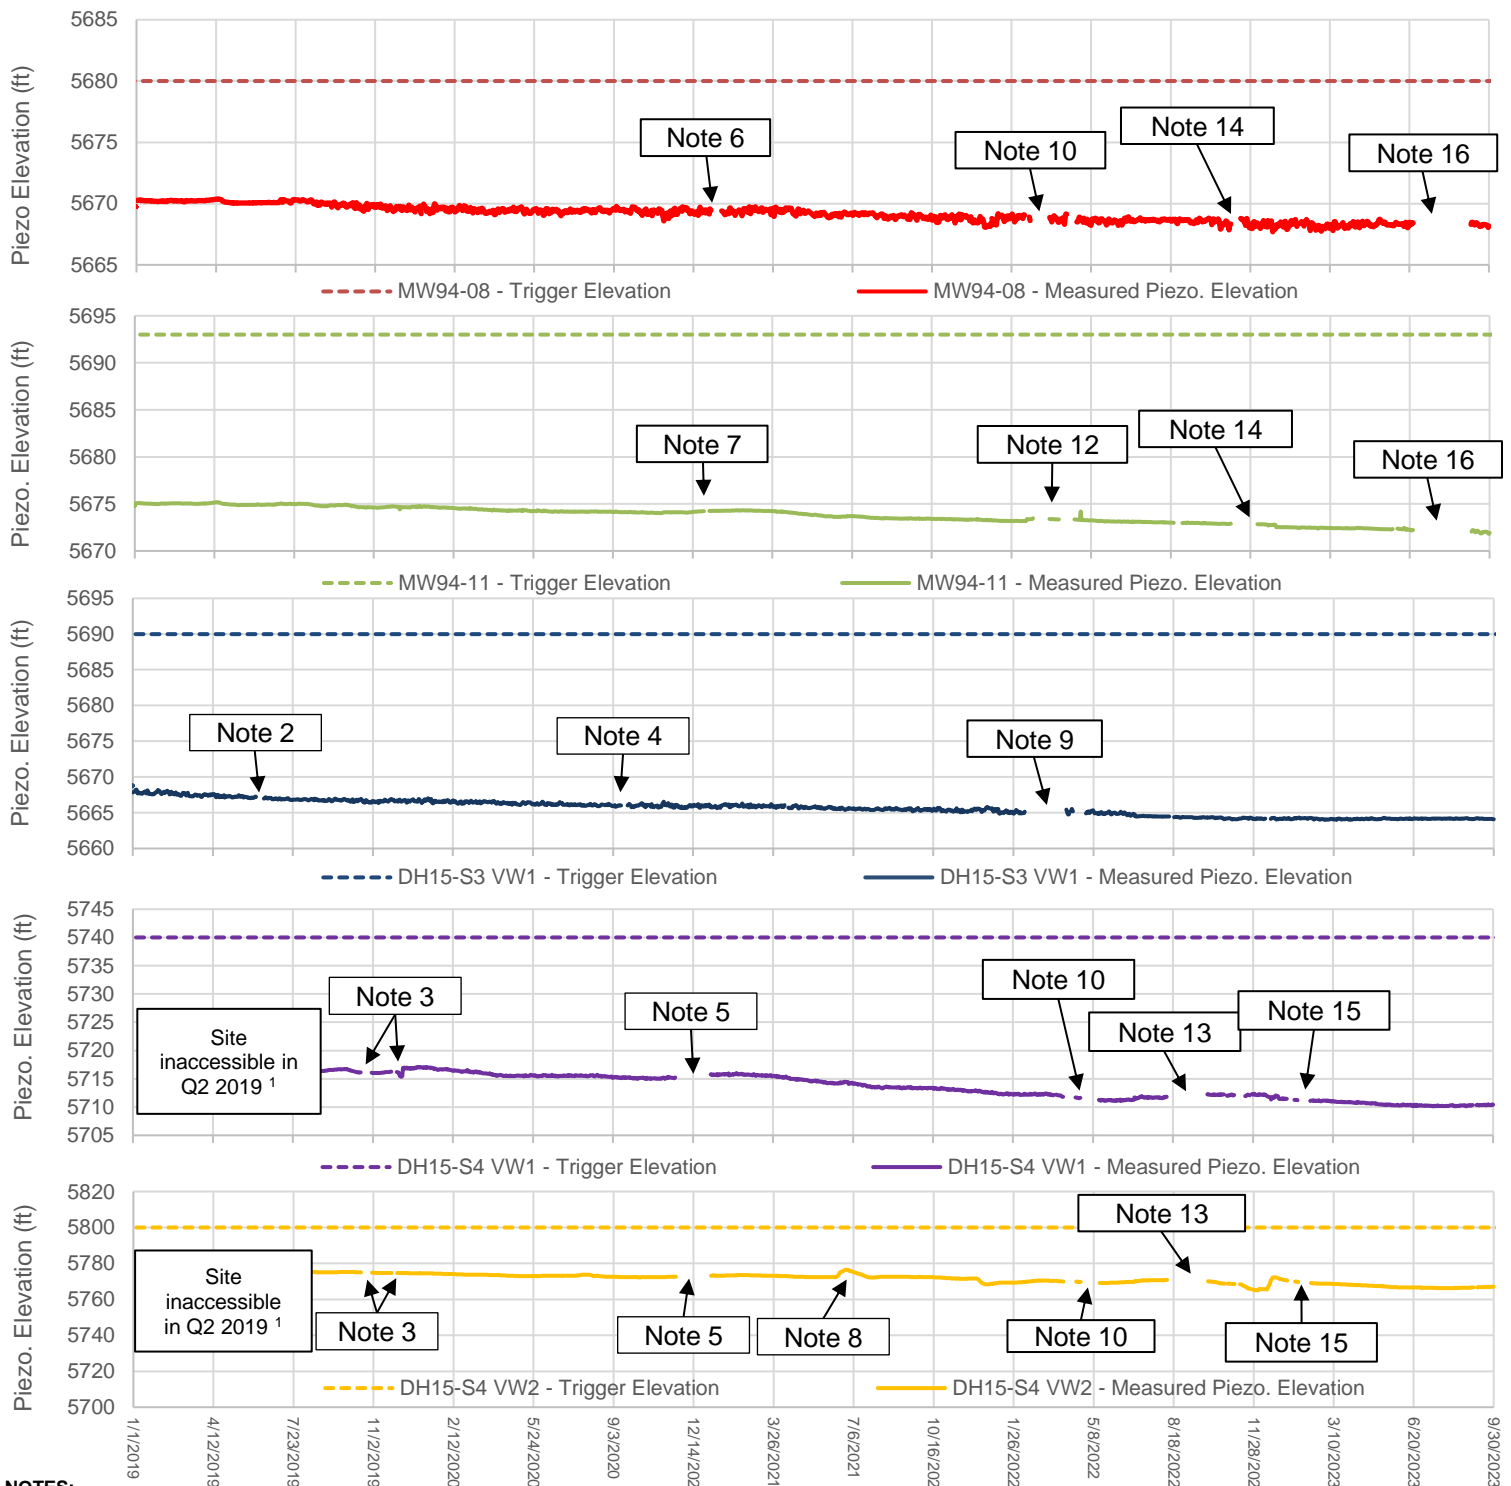 Piezo Elevation (ft)
5685
5680
5675
5670
5665
Note 6
Note 10
Note 14
Note 16
MW94-08 - Trigger Elevation
MW94-08 - Measured Piezo. Elevation
Piezo. Elevation (ft)
5695
5690
5685
5680
5675
5670
Note 7
Note 12
Note 14
Note 16
MW94-11 - Trigger Elevation
MW94-11 - Measured Piezo. Elevation
Piezo. Elevation (ft)
5695
5690
5685
5680
5675
5670
5665
5660
Note 2
Note 4
Note 9
DH15-S3 VW1 - Trigger Elevation
DH15-S3 VW1 - Measured Piezo. Elevation
Piezo. Elevation (ft)
5745
5740
5735
5730
5725
5720
5715
5710
5705
Site
inaccessible in
Q2 2019 1
Note 3
Note 5
Note 10
Note 13
Note 15
DH15-S4 VW1 - Trigger Elevation
DH15-S4 VW1 - Measured Piezo. Elevation
Piezo. Elevation (ft)
5820
5800
5780
5760
5740
5720
5700
Site
inaccessible
in Q2 2019 1
Note 3
Note 5
Note 8
Note 10
Note 13
Note 15
DH15-S4 VW2 - Trigger Elevation
DH15-S4 VW2 - Measured Piezo. Elevation
1/1/2019
4/12/2019
7/23/2019
11/2/2019
2/12/2020
5/24/2020
9/3/2020
12/14/202
3/26/2021
7/6/2021
10/16/202
1/26/2022
5/8/2022
8/18/2022
11/28/202
3/10/2023
6/20/2023
9/30/2023
NOTES: